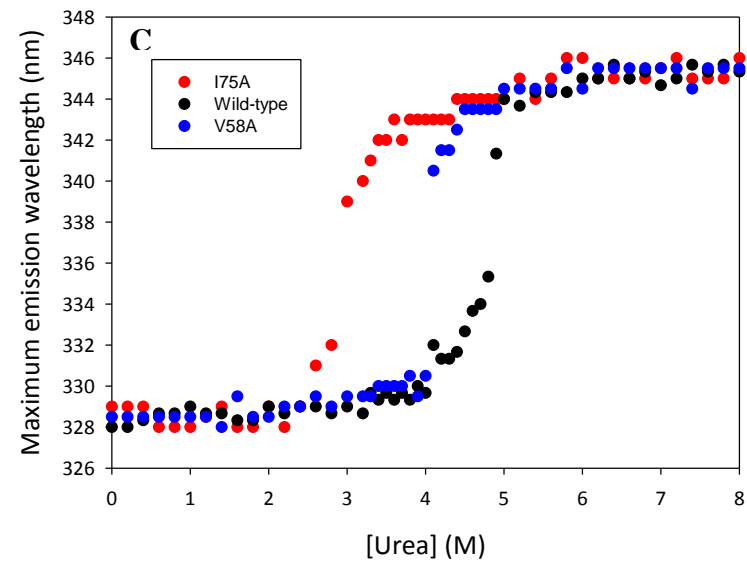 C
I75A
Wild-type
V58A
Maximum emission wavelength (nm)
348
346
344
342
340
338
336
334
332
330
328
326
0 1 2 3 4 5 6 7 8
[Urea] (M)